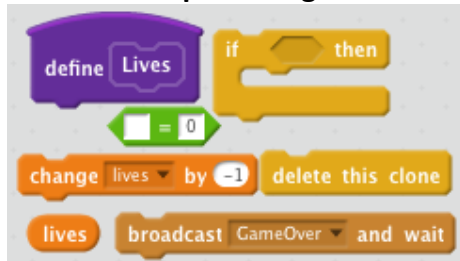 define Lives
if then
= 0
change lives by -1
delete this clone
lives
broadcast GameOver and wait